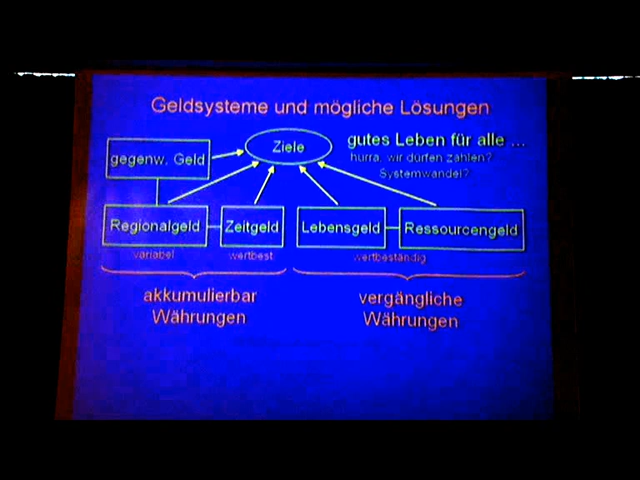 Geldsysteme und mögliche Lösungen
gegenw. Geld
Ziele
gutes Leben für alle ...
hurra, wir dürfen zahlen?
Systemwandel?
Regionalgeld
Zeitgeld
Lebensgeld
Ressourcengeld
variabel
wertbest
wertbeständig
akkumulierbar
Währungen
vergängliche
Währungen